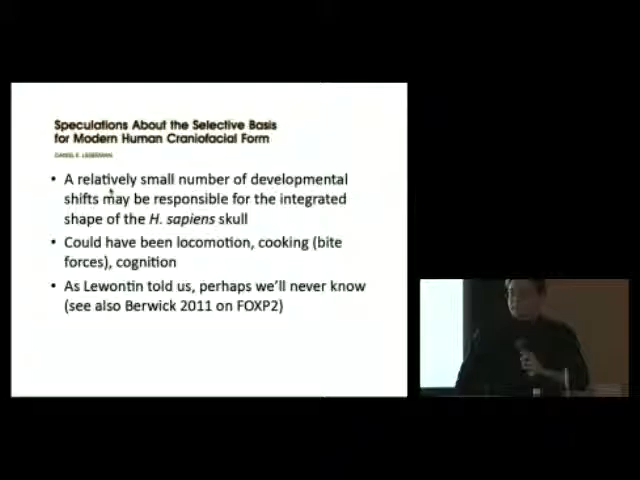 Speculations About the Selective Basis
for Modern Human Craniofacial Form
DANIEL E. LIEBERMAN
• A relatively small number of developmental
shifts may be responsible for the integrated
shape of the H. sapiens skull
• Could have been locomotion, cooking (bite
forces), cognition
• As Lewontin told us, perhaps we'll never know
(see also Berwick 2011 on FOXP2)